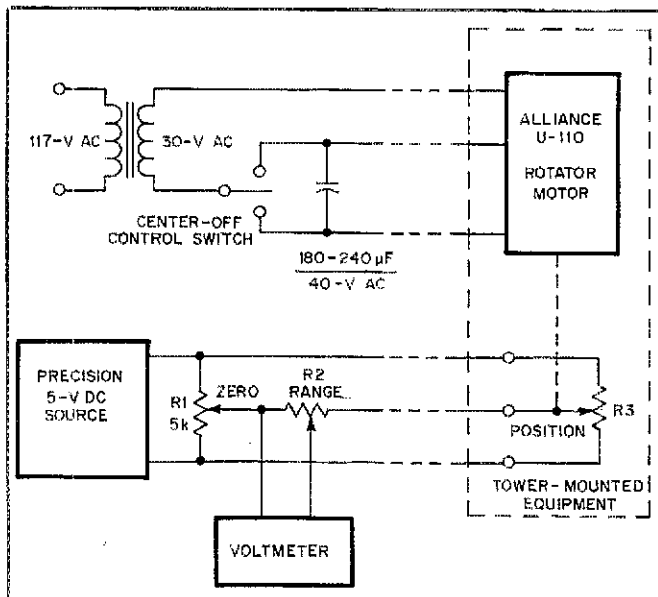 117-V AC
30-V AC
CENTER-OFF
CONTROL SWITCH
180-240 µF
40-V AC
ALLIANCE
U-110
ROTATOR
MOTOR
PRECISION
5-V DC
SOURCE
R1
5k
ZERO
R2
RANGE
POSITION
R3
TOWER-MOUNTED
EQUIPMENT
VOLTMETER